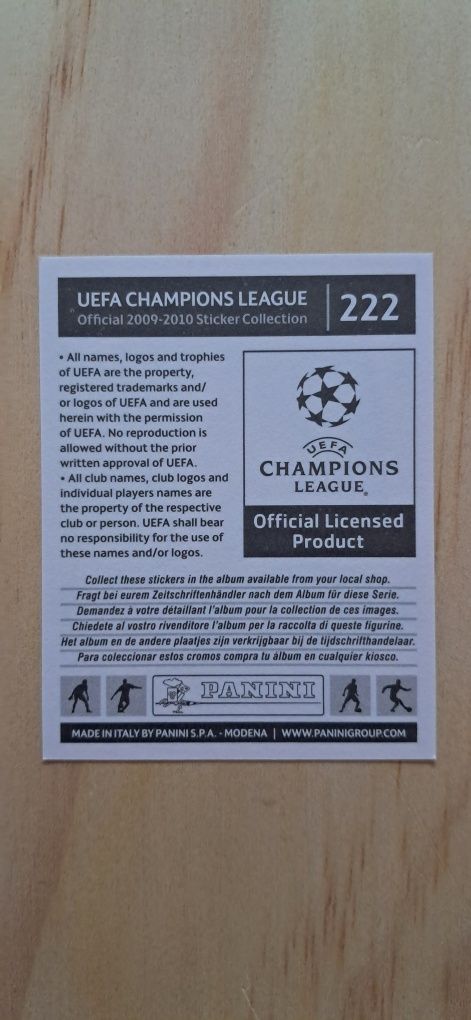 UEFA CHAMPIONS LEAGUE
Official 2009-2010 Sticker Collection
222
• All names, logos and trophies
of UEFA are the property,
registered trademarks and/
or logos of UEFA and are used
herein with the permission
of UEFA. No reproduction is
allowed without the prior
written approval of UEFA.
• All club names, club logos and
individual players names are
the property of the respective
club or person. UEFA shall bear
no responsibility for the use of
these names and/or logos.
UEFA
CHAMPIONS
LEAGUE®
Official Licensed
Product
Collect these stickers in the album available from your local shop.
Fragt bei eurem Zeitschriftenhändler nach dem Album für diese Serie.
Demandez à votre détaillant l'album pour la collection de ces images.
Chiedete al vostro rivenditore l'album per la raccolta di queste figurine.
Het album en de andere plaatjes zijn verkrijgbaar bij de tijdschrifthandelaar.
Para coleccionar estos cromos compra tu álbum en cualquier kiosco.
PANINI
MADE IN ITALY BY PANINI S.P.A. - MODENA | WWW.PANINIGROUP.COM